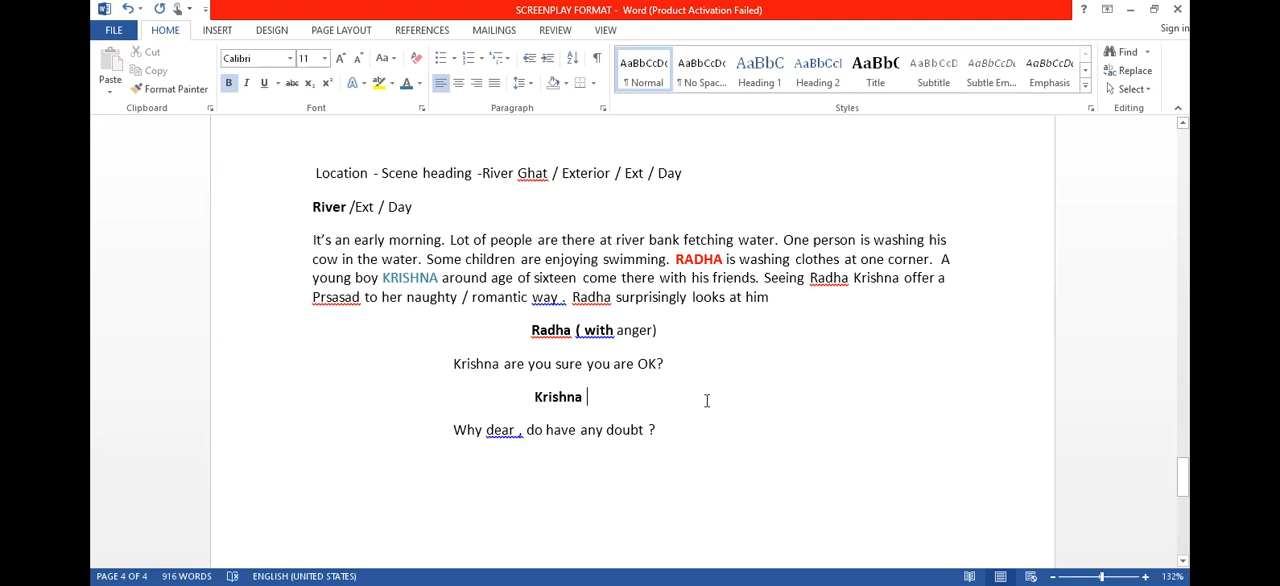 SCREENPLAY FORMAT - Word (Product Activation Failed)
FILE HOME INSERT DESIGN PAGE LAYOUT REFERENCES MAILINGS REVIEW VIEW Sign in
Paste
Cut
Copy
Format Painter
Clipboard
Calibri 11
Font
Paragraph
AaBbCcDc AaBbCcDc AaBbC AaBbCcl AaBb( AaBbCcD AaBbCcDc AaBbCcDc
¶ Normal ¶ No Spac... Heading 1 Heading 2 Title Subtitle Subtle Em... Emphasis
Styles
Find
Replace
Select
Editing
Location - Scene heading -River Ghat / Exterior / Ext / Day
River /Ext / Day
It's an early morning. Lot of people are there at river bank fetching water. One person is washing his
cow in the water. Some children are enjoying swimming. RADHA is washing clothes at one corner. A
young boy KRISHNA around age of sixteen come there with his friends. Seeing Radha Krishna offer a
Prsasad to her naughty / romantic way . Radha surprisingly looks at him
Radha ( with anger)
Krishna are you sure you are OK?
Krishna
Why dear , do have any doubt ?
PAGE 4 OF 4 916 WORDS ENGLISH (UNITED STATES) 132%